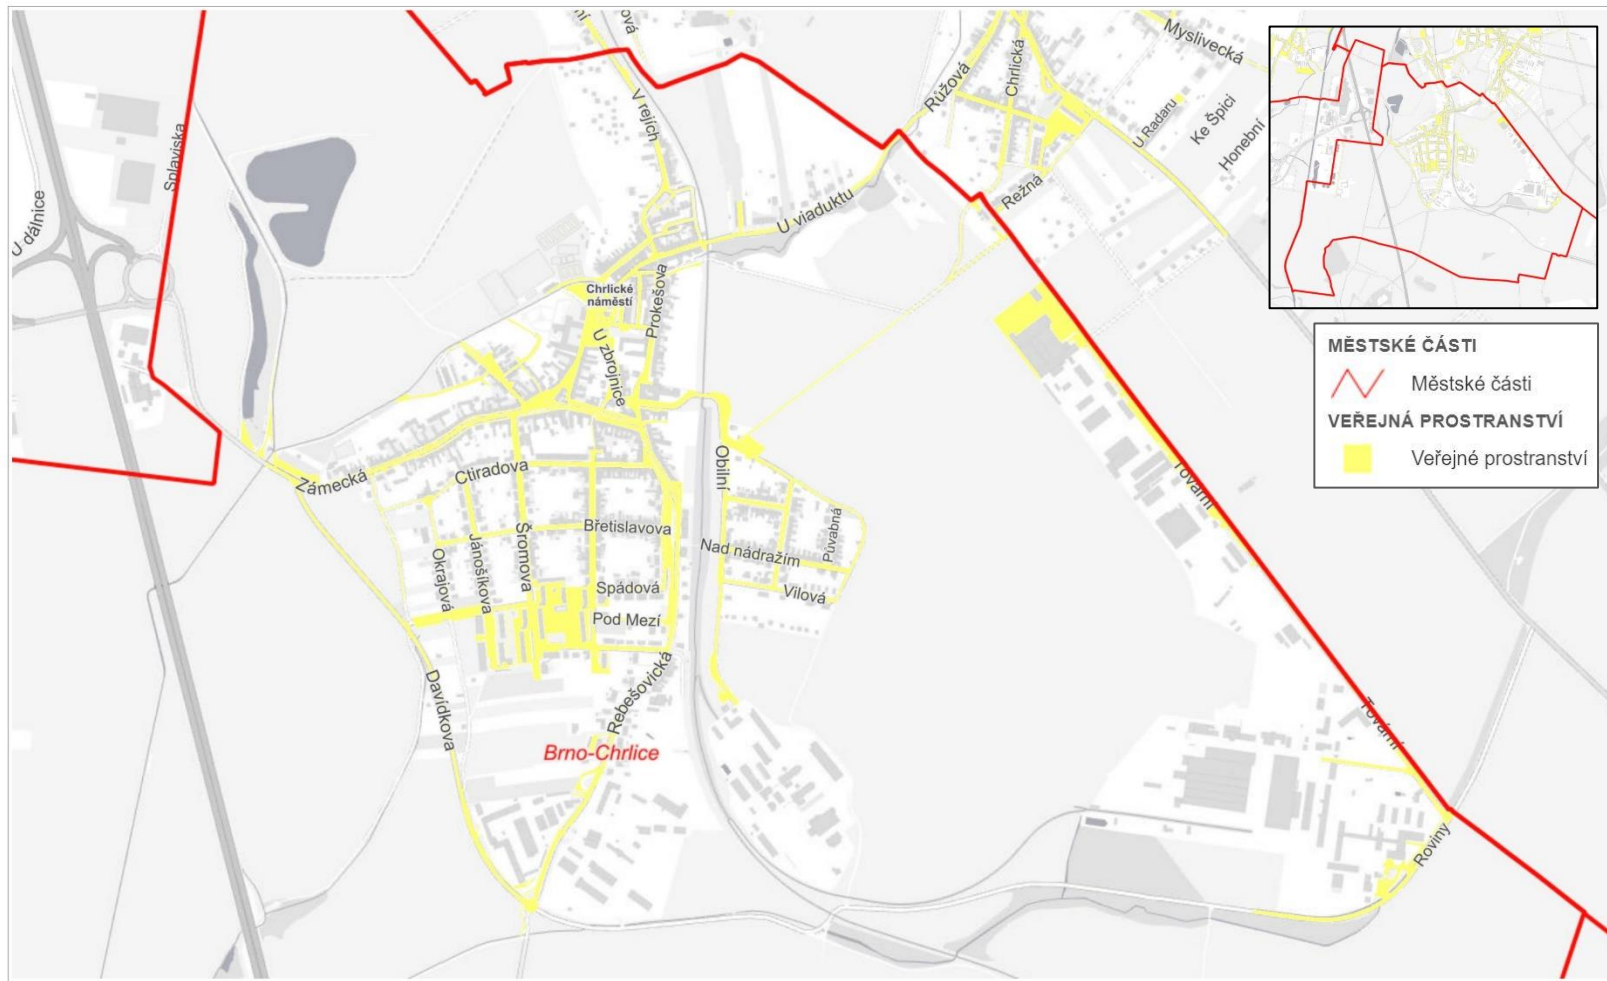 Myslivecká
Chrlická
Růžová
U Radaru
Ke Špici
Honební
Režná
V rejích
Splaviska
U dálnice
U viaduktu
Chrlické
náměstí
Prokešova
U zbrojnice
Zámecká
Ctiradova
Obilní
Tovární
Břetislavova
Šromova
Jánošíkova
Okrajová
Nad nádražím
Půvabná
Spádová
Vilová
Pod Mezí
Rebešovická
Davídkova
Brno-Chrlice
Tovární
Roviny
MĚSTSKÉ ČÁSTI
Městské části
VEŘEJNÁ PROSTRANSTVÍ
Veřejné prostranství